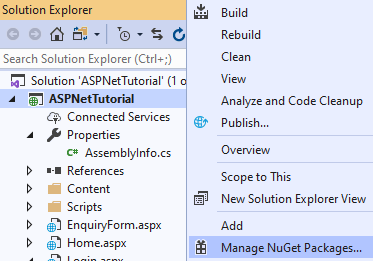 Solution Explorer
Search Solution Explorer (Ctrl+;)
Solution 'ASPNetTutorial' (1 o
ASPNetTutorial
Connected Services
Properties
C# AssemblyInfo.cs
References
Content
Scripts
EnquiryForm.aspx
Home.aspx
Login.aspx
Build
Rebuild
Clean
View
Analyze and Code Cleanup
Publish...
Overview
Scope to This
New Solution Explorer View
Add
Manage NuGet Packages...